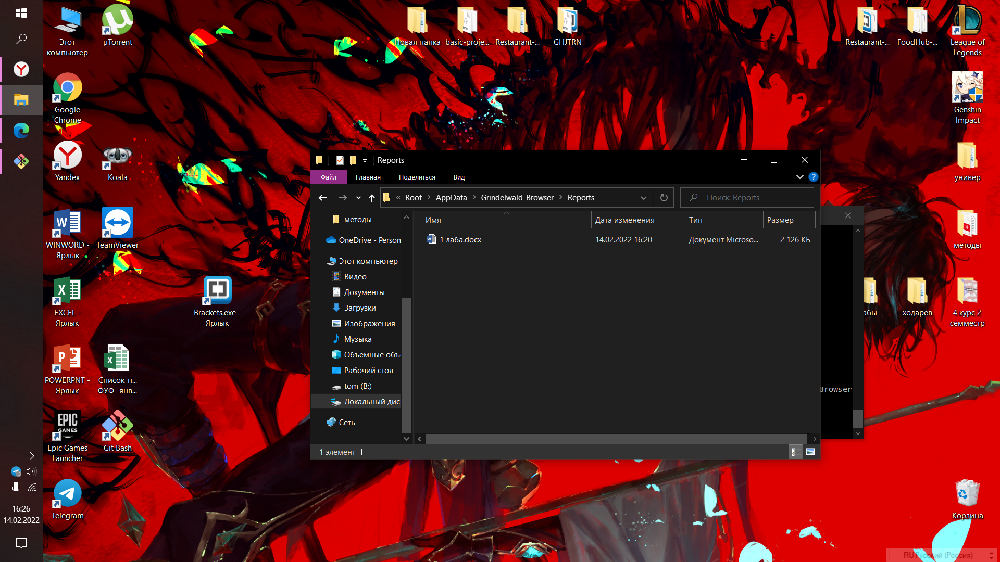 Этот
компьютер
µTorrent
Новая папка
basic-proje...
Restaurant-...
GHJTRN
Restaurant-...
FoodHub-...
League of
Legends
Google
Chrome
Genshin
Impact
Yandex
Koala
универ
WINWORD -
Ярлык
TeamViewer
методы
EXCEL -
Ярлык
Brackets.exe -
Ярлык
абы
ходарев
4 курс 2
семместр
POWERPNT -
Ярлык
Список_п...
ФУФ_ янв...
EPIC
GAMES
Epic Games
Launcher
Git Bash
Telegram
Корзина
Reports
Файл
Главная
Поделиться
Вид
« Root > AppData > Grindelwald-Browser > Reports
Поиск: Reports
методы
OneDrive - Person
Этот компьютер
Видео
Документы
Загрузки
Изображения
Музыка
Объемные объ
Рабочий стол
tom (B:)
Локальный дис
Сеть
Имя
Дата изменения
Тип
Размер
1 лаба.docx
14.02.2022 16:20
Документ Microso...
2 126 КБ
1 элемент
Browser
16:26
14.02.2022
RU Русский (Россия)